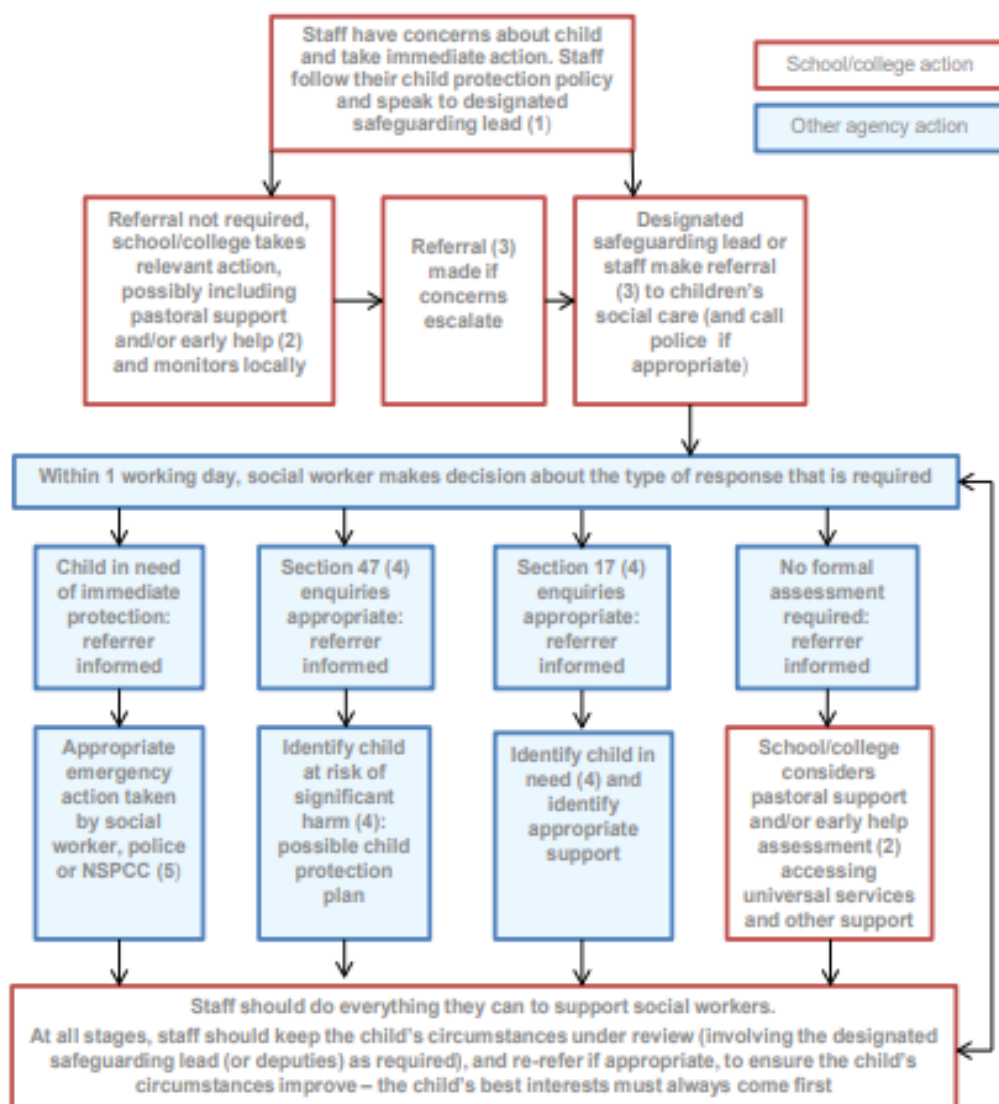 Staff have concerns about child
and take immediate action. Staff
follow their child protection policy
and speak to designated
safeguarding lead (1)
School/college action
Other agency action
Referral not required,
school/college takes
relevant action,
possibly including
pastoral support
and/or early help (2)
and monitors locally
Referral (3)
made if
concerns
escalate
Designated
safeguarding lead or
staff make referral
(3) to children's
social care (and call
police if
appropriate)
Within 1 working day, social worker makes decision about the type of response that is required
Child in need
of immediate
protection:
referrer
informed
Section 47 (4)
enquiries
appropriate:
referrer
informed
Section 17 (4)
enquiries
appropriate:
referrer
informed
No formal
assessment
required:
referrer
informed
Appropriate
emergency
action taken
by social
worker, police
or NSPCC (5)
Identify child
at risk of
significant
harm (4):
possible child
protection
plan
Identify child in
need (4) and
identify
appropriate
support
School/college
considers
pastoral support
and/or early help
assessment (2)
accessing
universal services
and other support
Staff should do everything they can to support social workers.
At all stages, staff should keep the child's circumstances under review (involving the designated
safeguarding lead (or deputies) as required), and re-refer if appropriate, to ensure the child's
circumstances improve – the child's best interests must always come first